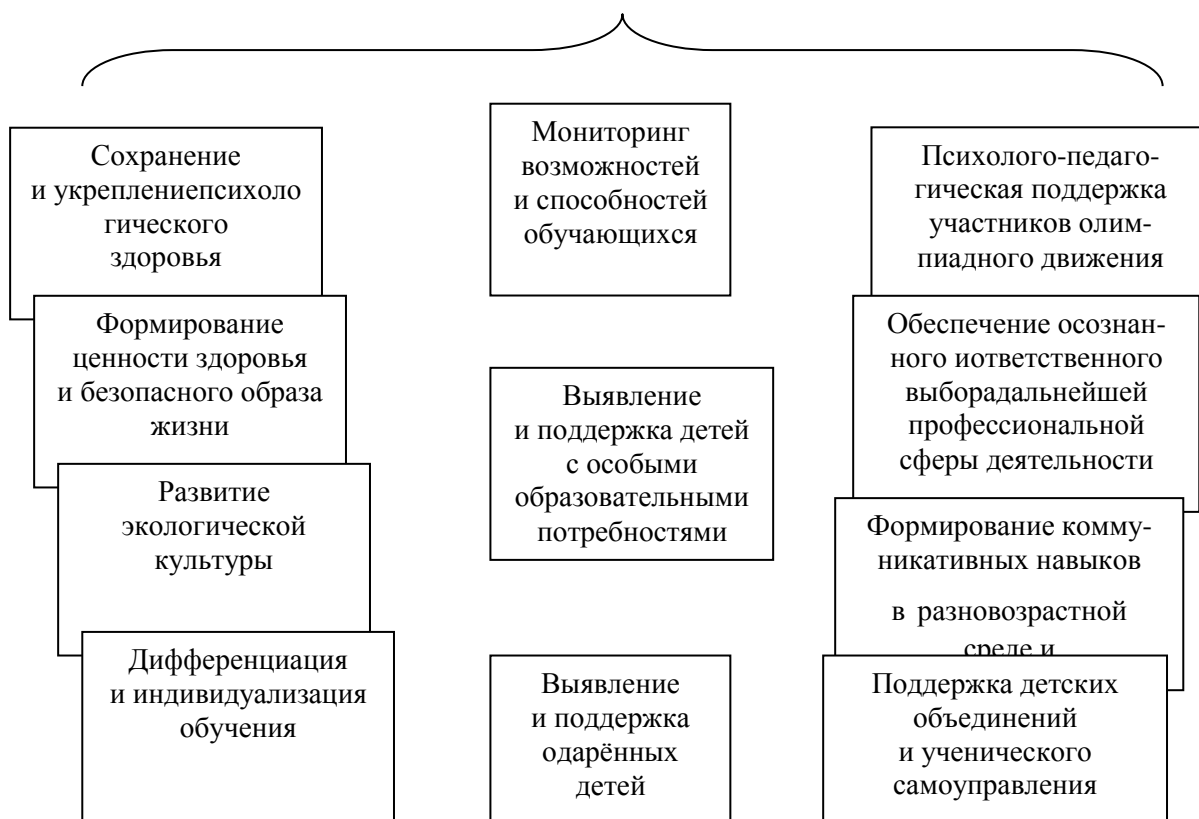 Сохранение
и укреплениепсихоло
гического
здоровья
Формирование
ценности здоровья
и безопасного образа
жизни
Развитие
экологической
культуры
Дифференциация
и индивидуализация
обучения
Мониторинг
возможностей
и способностей
обучающихся
Выявление
и поддержка детей
с особыми
образовательными
потребностями
Выявление
и поддержка
одарённых
детей
Психолого-педаго-
гическая поддержка
участников олим-
пиадного движения
Обеспечение осознан-
ного иответственного
выборадальнейшей
профессиональной
сферы деятельности
Формирование комму-
никативных навыков
в разновозрастной
среде и
Поддержка детских
объединений
и ученического
самоуправления